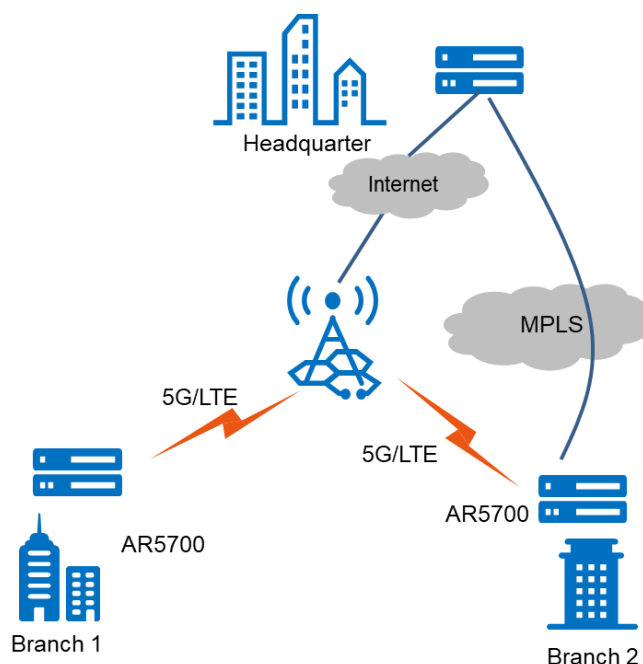 Headquarter
Internet
MPLS
5G/LTE
5G/LTE
AR5700
AR5700
Branch 1
Branch 2